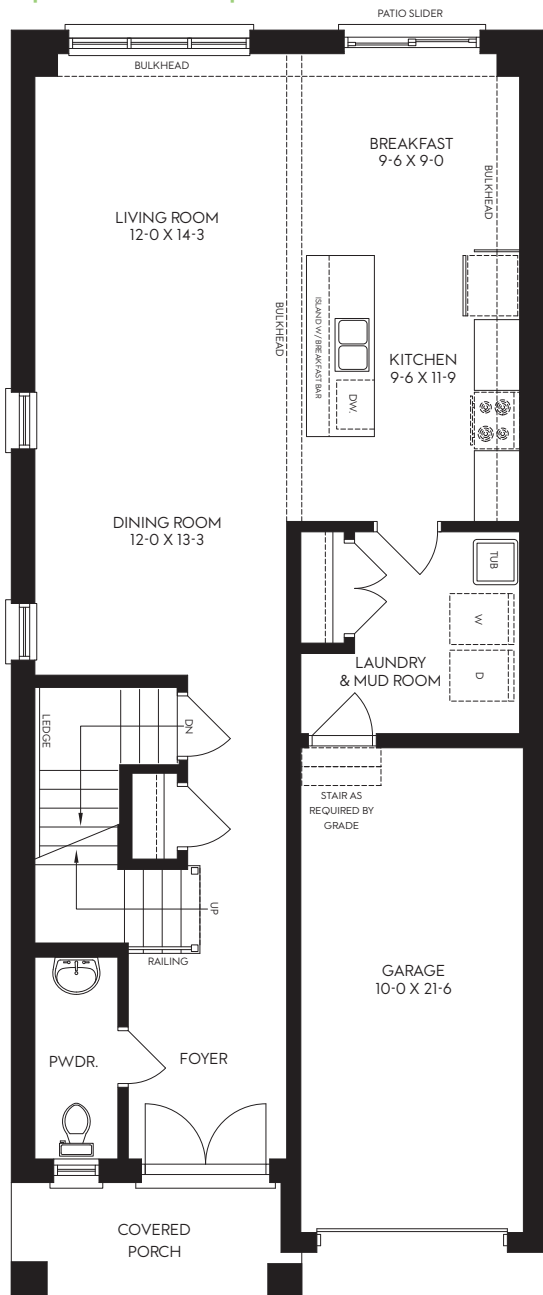 PATIO SLIDER
BULKHEAD
BREAKFAST
9-6 X 9-0
BULKHEAD
LIVING ROOM
12-0 X 14-3
BULKHEAD
ISLAND W/ BREAKFAST BAR
KITCHEN
9-6 X 11-9
DW.
DINING ROOM
12-0 X 13-3
TUB
W
D
LAUNDRY
& MUD ROOM
LEDGE
DN
STAIR AS
REQUIRED BY
GRADE
UP
RAILING
GARAGE
10-0 X 21-6
PWDR.
FOYER
COVERED
PORCH